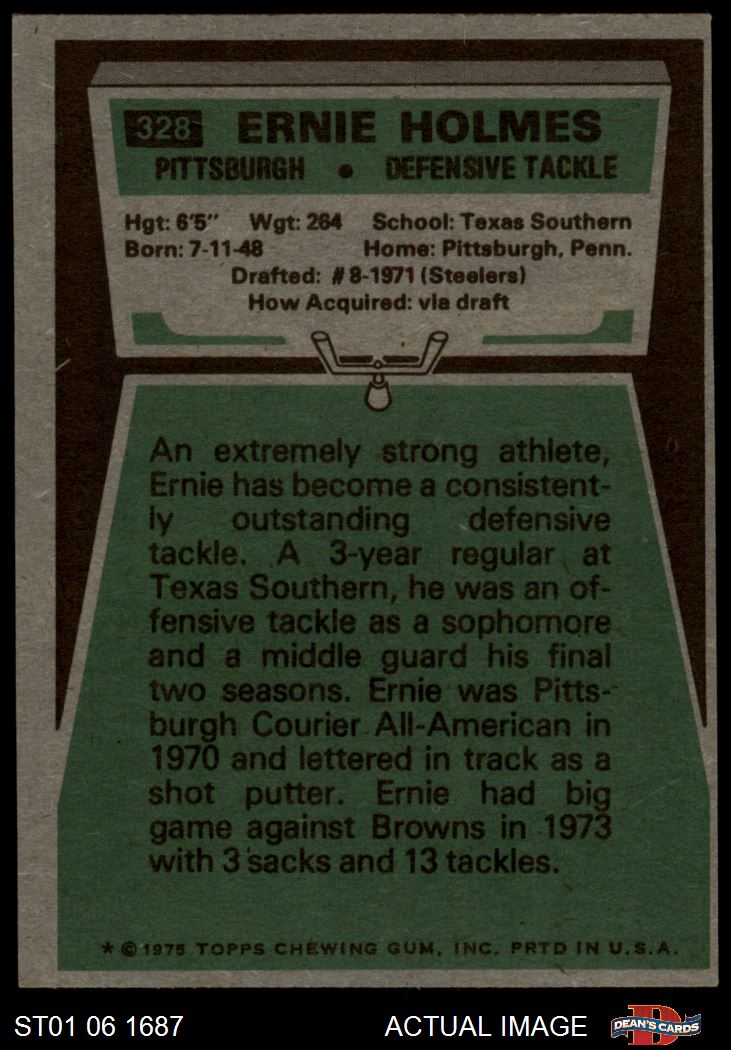 328 ERNIE HOLMES
PITTSBURGH • DEFENSIVE TACKLE
Hgt: 6'5" Wgt: 264 School: Texas Southern
Born: 7-11-48 Home: Pittsburgh, Penn.
Drafted: #8-1971 (Steelers)
How Acquired: via draft
An extremely strong athlete,
Ernie has become a consistent-
ly outstanding defensive
tackle. A 3-year regular at
Texas Southern, he was an of-
fensive tackle as a sophomore
and a middle guard his final
two seasons. Ernie was Pitts-
burgh Courier All-American in
1970 and lettered in track as a
shot putter. Ernie had big
game against Browns in 1973
with 3 sacks and 13 tackles.
* © 1975 TOPPS CHEWING GUM, INC. PRTD IN U.S.A.
ST01 06 1687 ACTUAL IMAGE D DEAN'S CARDS